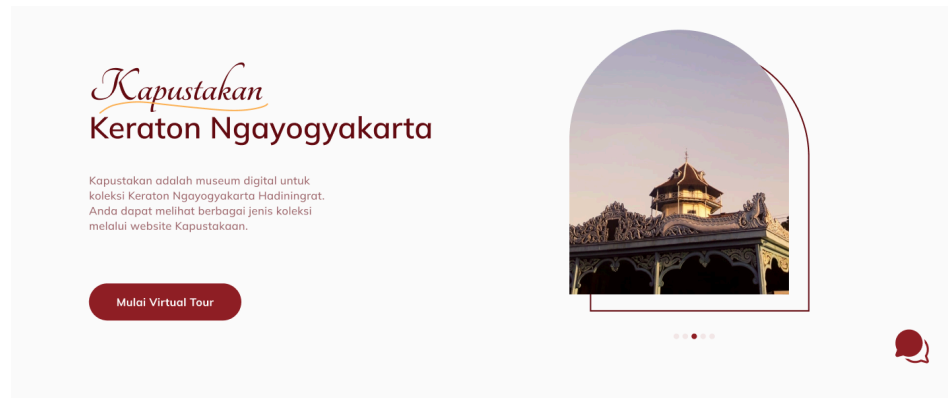 Kapustakan
Keraton Ngayogyakarta
Kapustakan adalah museum digital untuk
koleksi Keraton Ngayogyakarta Hadiningrat.
Anda dapat melihat berbagai jenis koleksi
melalui website Kapustakaan.
Mulai Virtual Tour